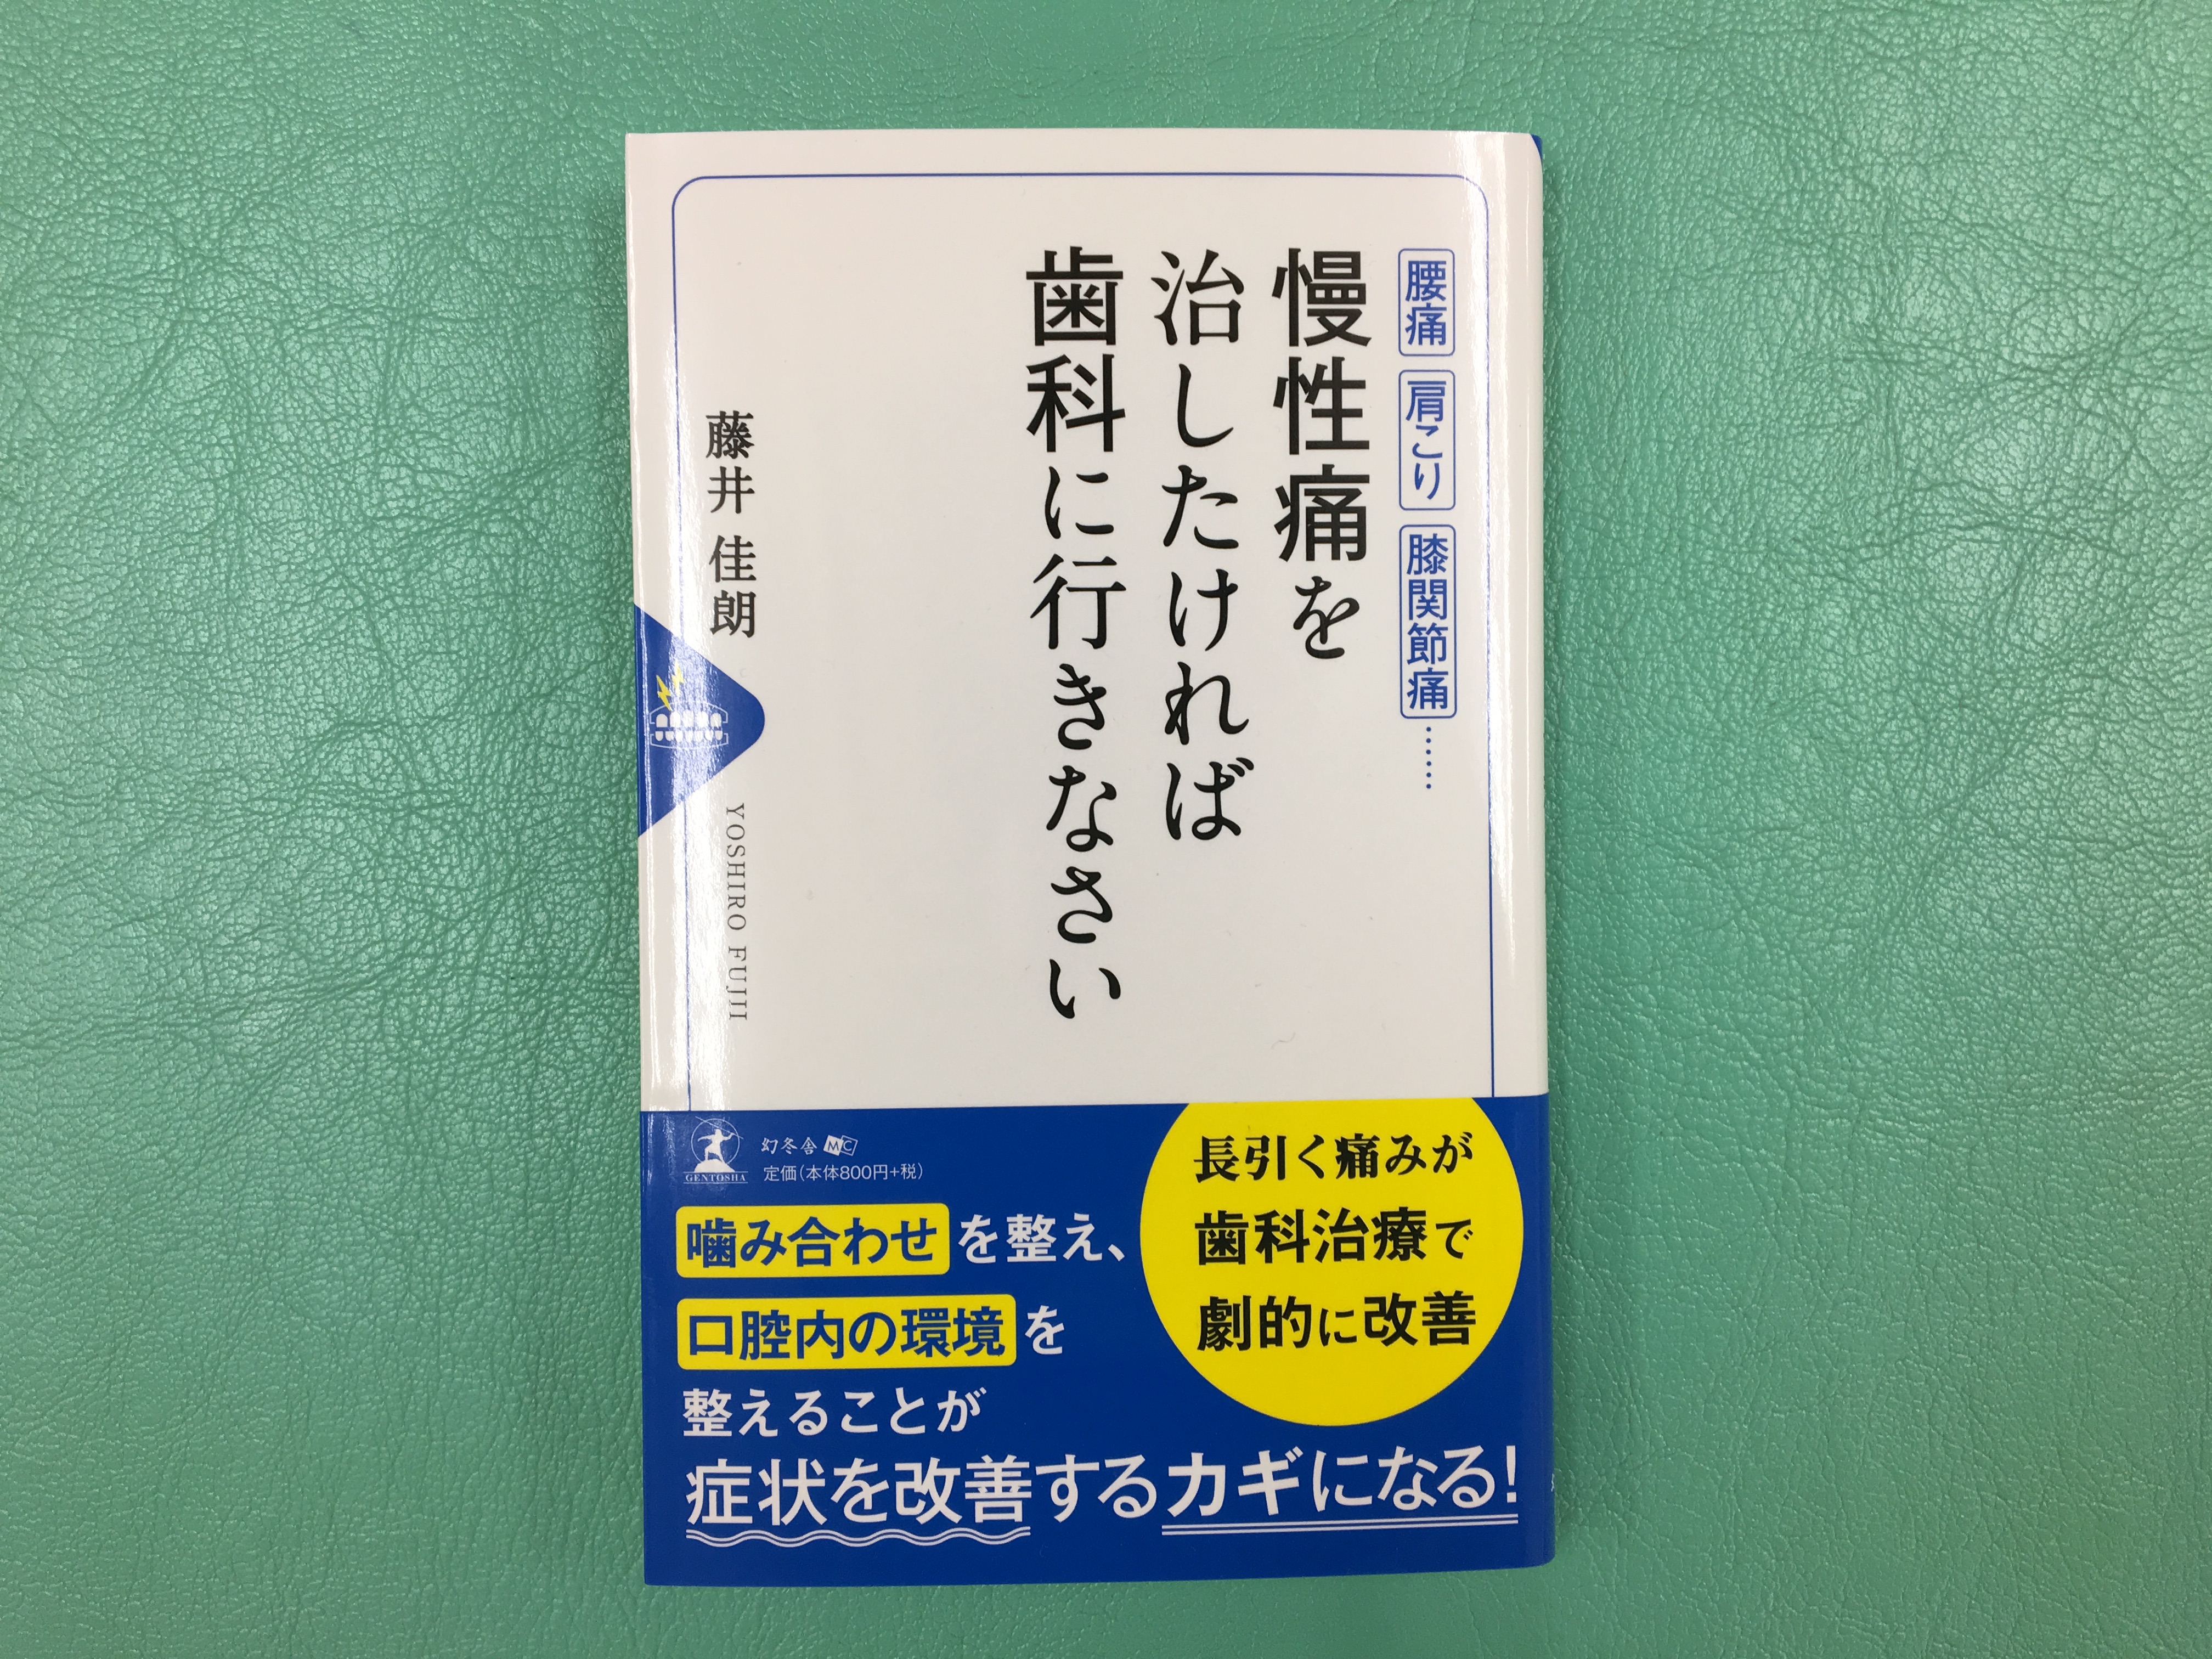 腰痛 肩こり 膝関節痛……
慢性痛を
治したければ
歯科に行きなさい
藤井 佳朗
YOSHIRO FUJII
長引く痛みが
歯科治療で
劇的に改善
GENTOSHA
幻冬舎 MC
定価(本体800円+税)
噛み合わせを整え、
口腔内の環境を
整えることが
症状を改善するカギになる!